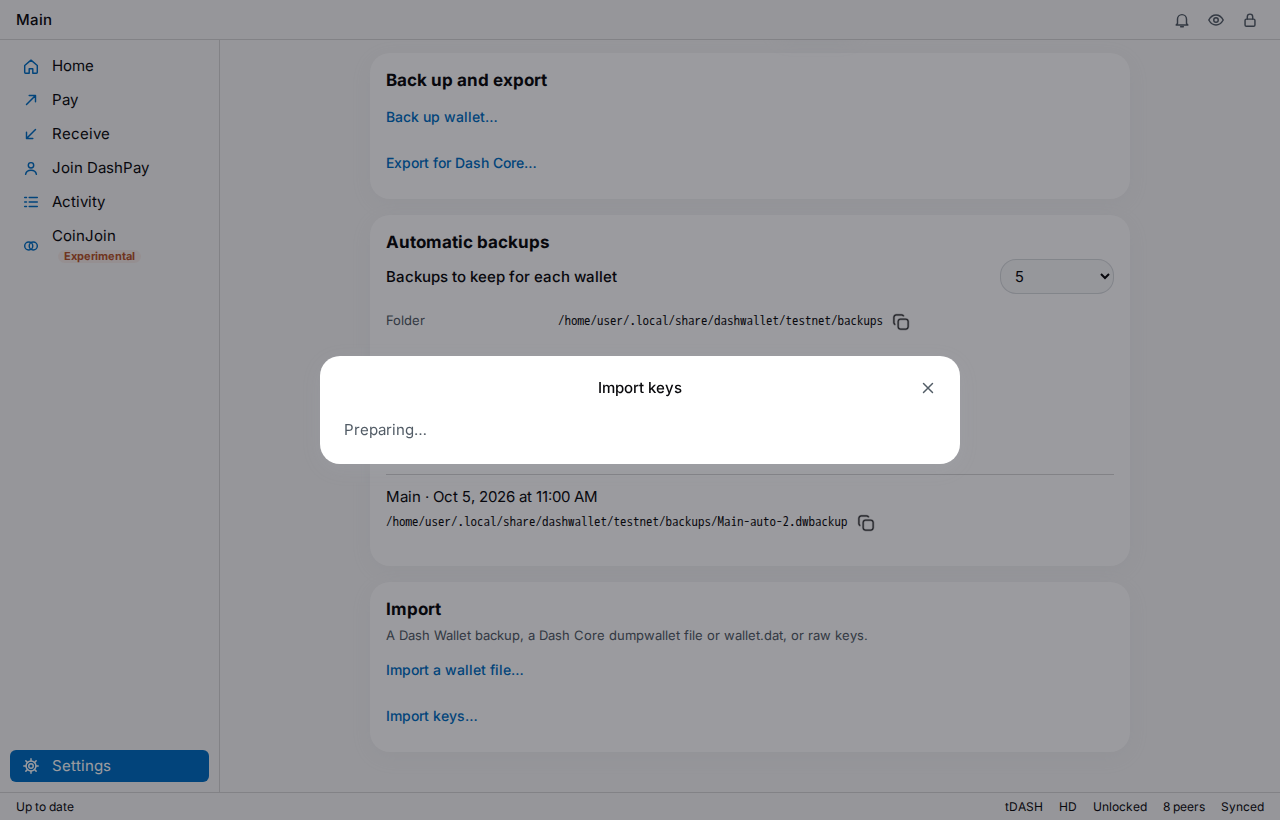 Main
Home
Pay
Receive
Join DashPay
Activity
CoinJoin
Experimental
Settings
Back up and export
Back up wallet...
Export for Dash Core...
Automatic backups
Backups to keep for each wallet
5
Folder
/home/user/.local/share/dashwallet/testnet/backups
Import keys
Preparing...
Main · Oct 5, 2026 at 11:00 AM
/home/user/.local/share/dashwallet/testnet/backups/Main-auto-2.dwbackup
Import
A Dash Wallet backup, a Dash Core dumpwallet file or wallet.dat, or raw keys.
Import a wallet file...
Import keys...
Up to date
tDASH HD Unlocked 8 peers Synced